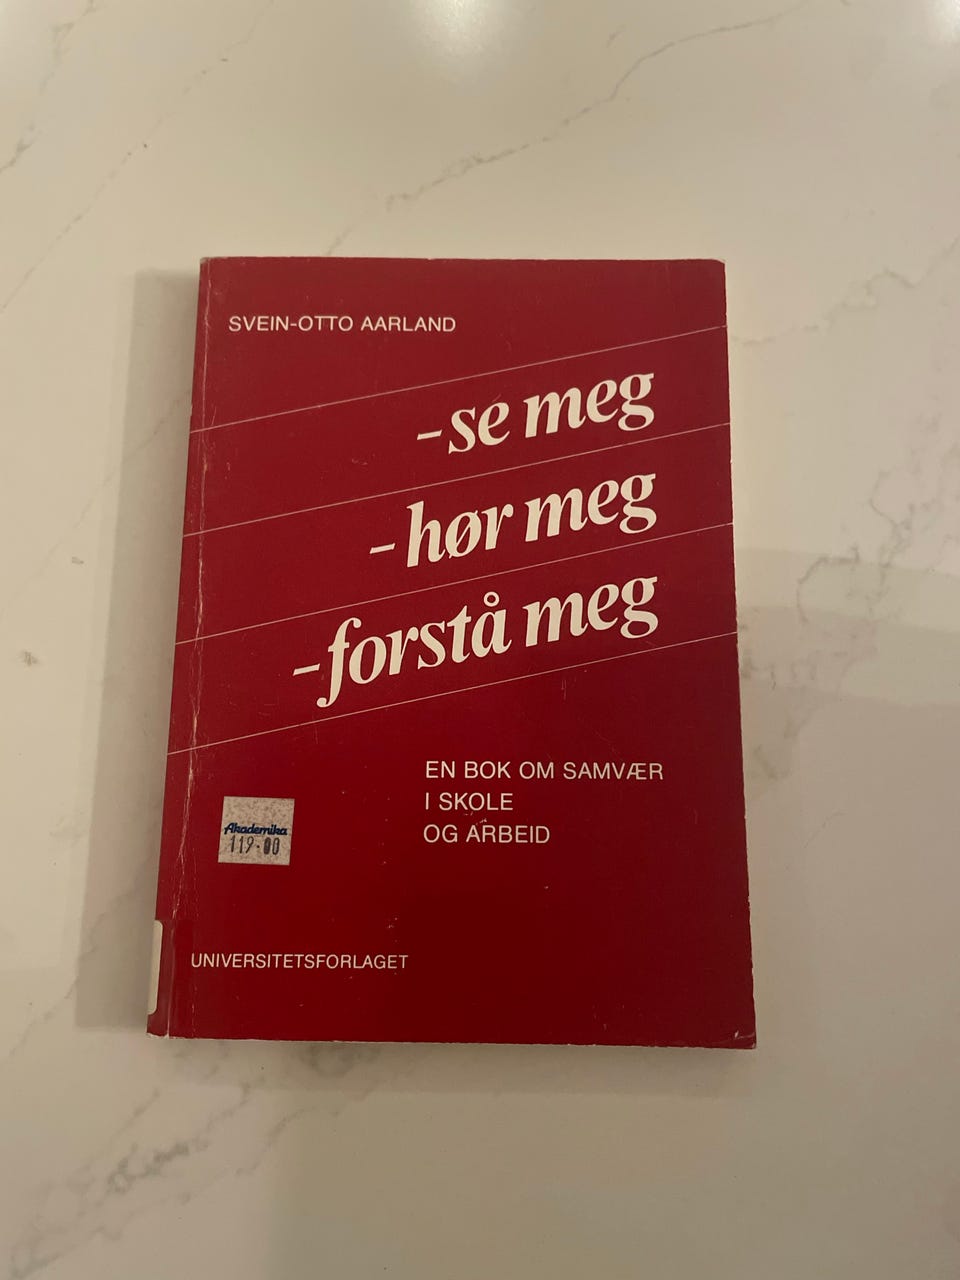 SVEIN-OTTO AARLAND
-se meg
-hør meg
-forstå meg
EN BOK OM SAMVÆR
I SKOLE
OG ARBEID
Akademika
119.00
UNIVERSITETSFORLAGET